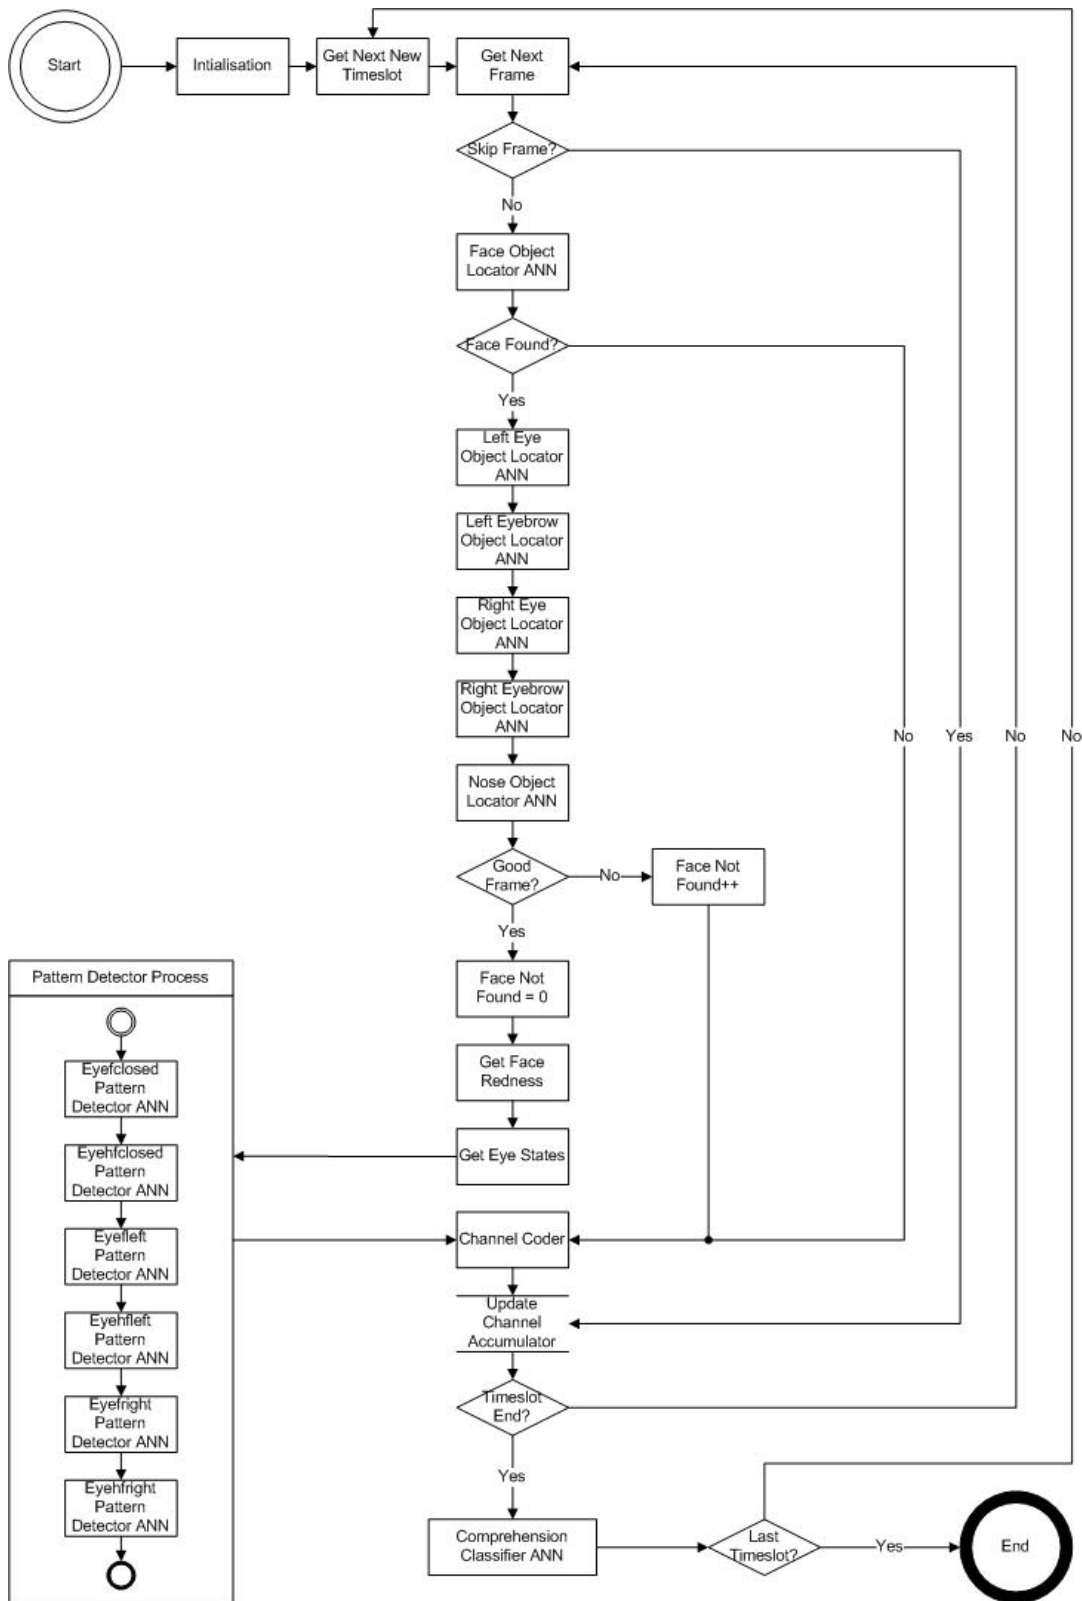 Start
Intialisation
Get Next New
Timeslot
Get Next
Frame
Skip Frame?
No
Face Object
Locator ANN
Face Found?
Yes
Left Eye
Object Locator
ANN
Left Eyebrow
Object Locator
ANN
Right Eye
Object Locator
ANN
Right Eyebrow
Object Locator
ANN
No
Yes
No
No
Nose Object
Locator ANN
Good
Frame?
No
Face Not
Found++
Yes
Face Not
Found = 0
Get Face
Redness
Get Eye States
Pattern Detector Process
Eyefclosed
Pattern
Detector ANN
Eyehfclosed
Pattern
Detector ANN
Eyefleft
Pattern
Detector ANN
Eyehfleft
Pattern
Detector ANN
Eyefright
Pattern
Detector ANN
Eyehfright
Pattern
Detector ANN
Channel Coder
Update
Channel
Accumulator
Timeslot
End?
Yes
Comprehension
Classifier ANN
Last
Timeslot?
Yes
End